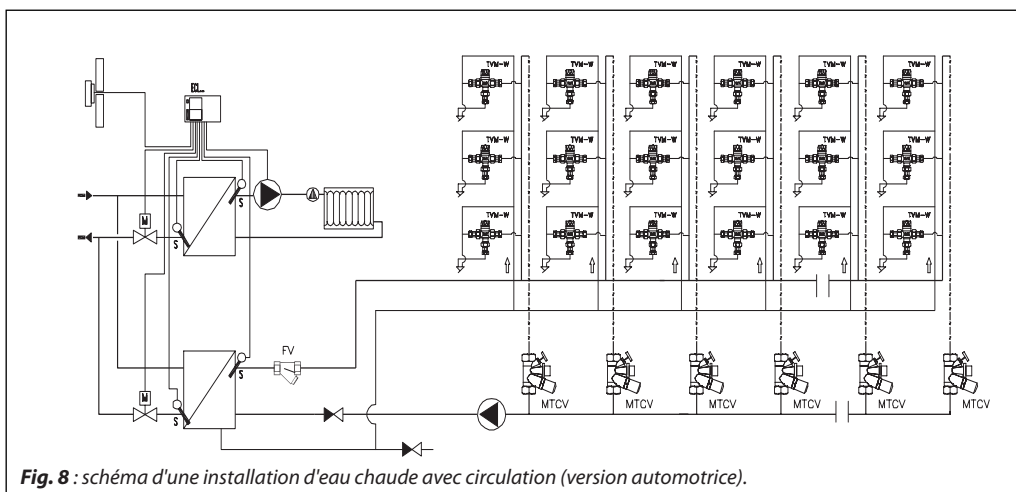 ECL...
TVM-W TVM-W TVM-W TVM-W TVM-W TVM-W
TVM-W TVM-W TVM-W TVM-W TVM-W TVM-W
M
S
S
TVM-W TVM-W TVM-W TVM-W TVM-W TVM-W
FV
S
M
S
MTCV MTCV MTCV MTCV MTCV MTCV
Fig. 8 : schéma d'une installation d'eau chaude avec circulation (version automotrice).